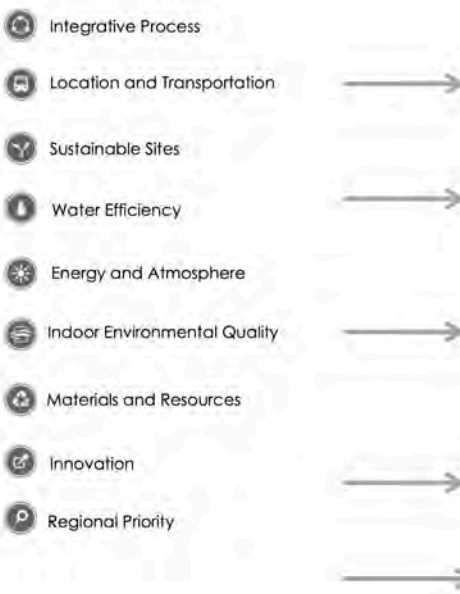 Integrative Process
Location and Transportation
Sustainable Sites
Water Efficiency
Energy and Atmosphere
Indoor Environmental Quality
Materials and Resources
Innovation
Regional Priority